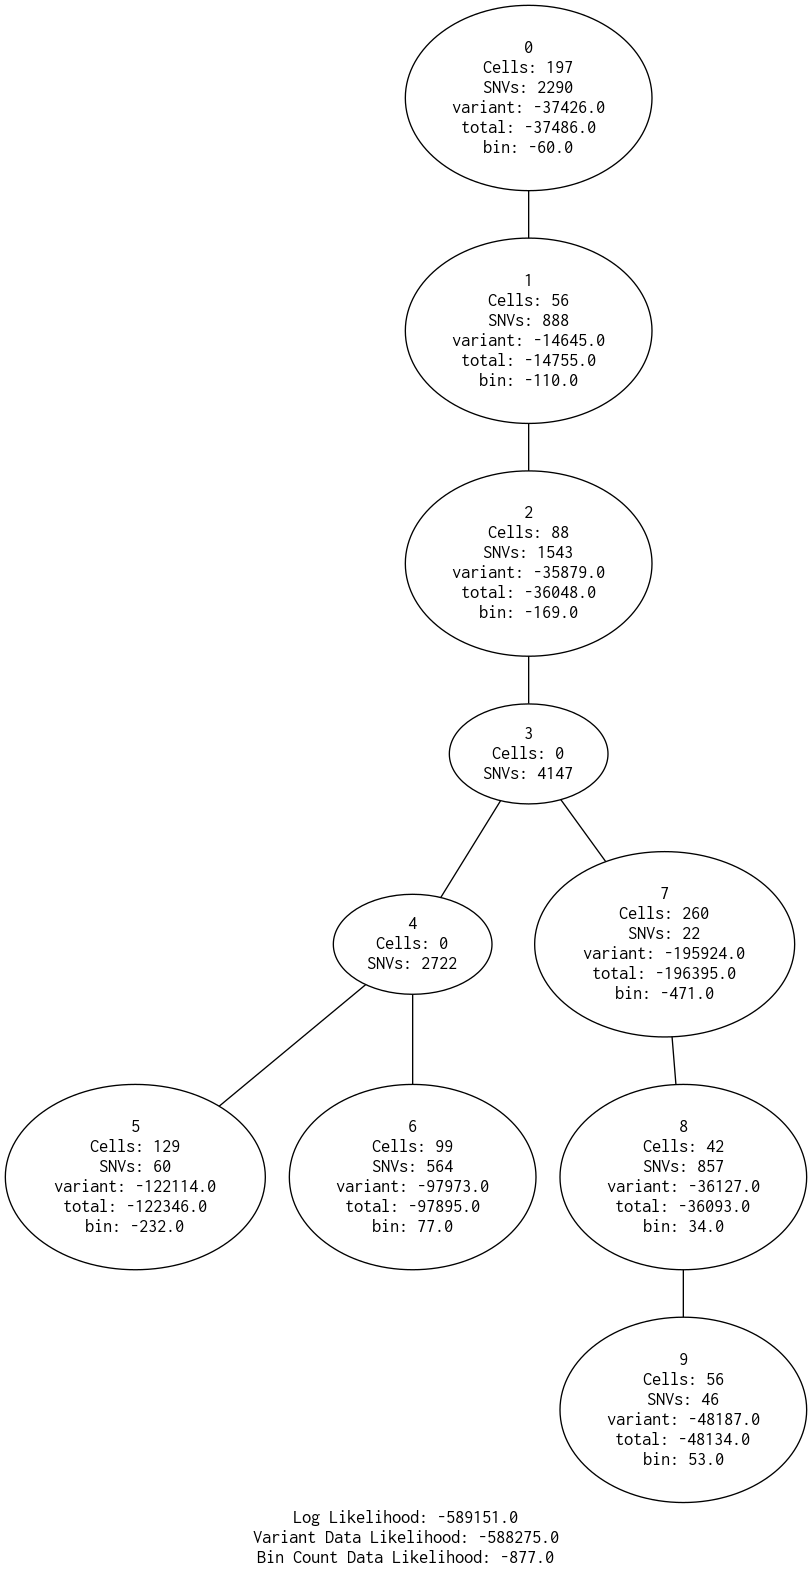 0
Cells: 197
SNVs: 2290
variant: -37426.0
total: -37486.0
bin: -60.0
1
Cells: 56
SNVs: 888
variant: -14645.0
total: -14755.0
bin: -110.0
2
Cells: 88
SNVs: 1543
variant: -35879.0
total: -36048.0
bin: -169.0
3
Cells: 0
SNVs: 4147
4
Cells: 0
SNVs: 2722
7
Cells: 260
SNVs: 22
variant: -195924.0
total: -196395.0
bin: -471.0
5
Cells: 129
SNVs: 60
variant: -122114.0
total: -122346.0
bin: -232.0
6
Cells: 99
SNVs: 564
variant: -97973.0
total: -97895.0
bin: 77.0
8
Cells: 42
SNVs: 857
variant: -36127.0
total: -36093.0
bin: 34.0
9
Cells: 56
SNVs: 46
variant: -48187.0
total: -48134.0
bin: 53.0
Log Likelihood: -589151.0
Variant Data Likelihood: -588275.0
Bin Count Data Likelihood: -877.0